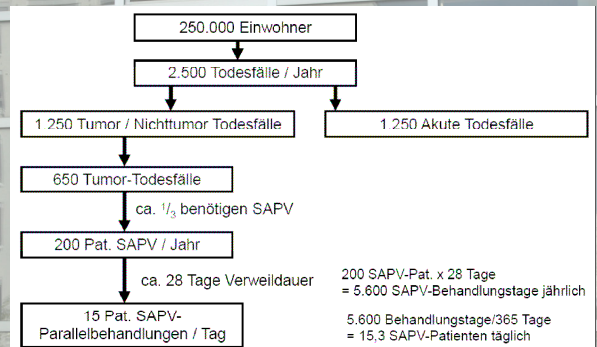 250.000 Einwohner
2.500 Todesfälle / Jahr
1.250 Tumor / Nichttumor Todesfälle
1.250 Akute Todesfälle
650 Tumor-Todesfälle
ca. 1/3 benötigen SAPV
200 Pat. SAPV / Jahr
ca. 28 Tage Verweildauer
200 SAPV-Pat. x 28 Tage
= 5.600 SAPV-Behandlungstage jährlich
15 Pat. SAPV-
Parallelbehandlungen / Tag
5.600 Behandlungstage/365 Tage
= 15,3 SAPV-Patienten täglich